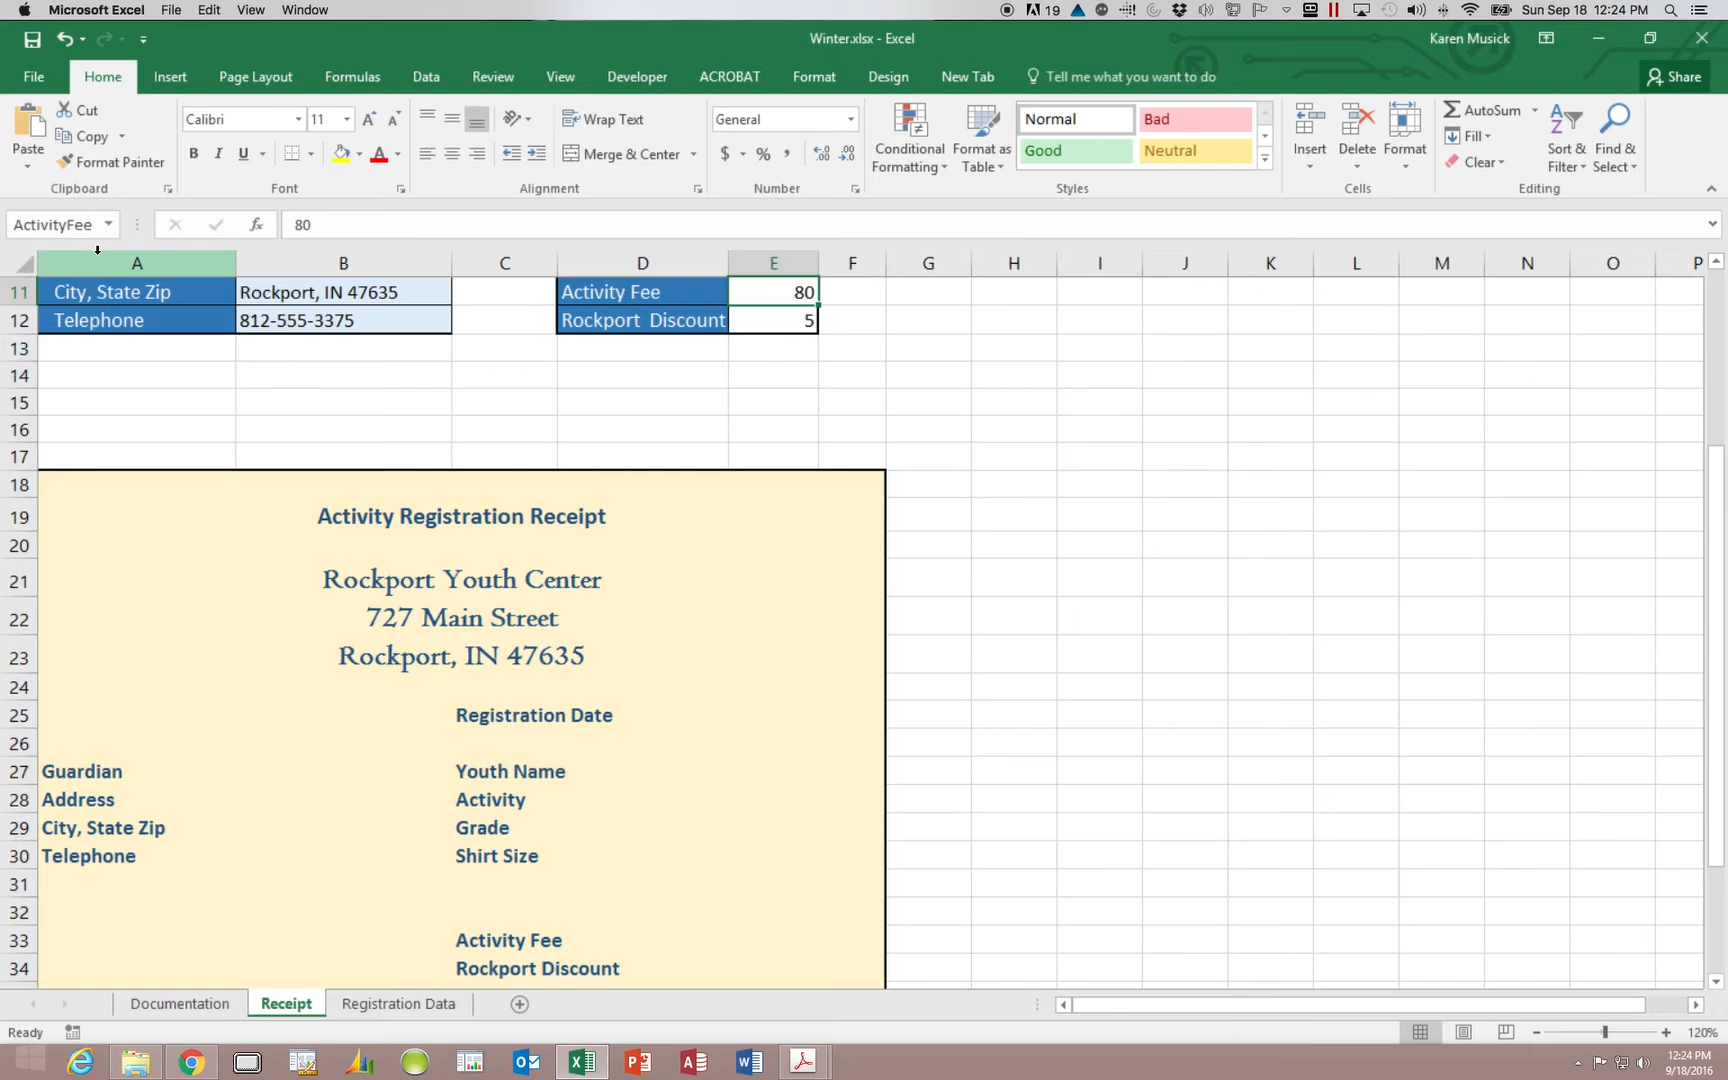 Microsoft Excel File Edit View Window 19 Sun Sep 18 12:24 PM
Winter.xlsx - Excel Karen Musick
File Home Insert Page Layout Formulas Data Review View Developer ACROBAT Format Design New Tab Tell me what you want to do Share
Paste Cut Copy Format Painter Clipboard
Calibri 11 B I U Font
Wrap Text Merge & Center Alignment
General $ % , Number
Conditional Formatting Format as Table Normal Bad Good Neutral Styles
Insert Delete Format Cells
AutoSum Fill Clear Sort & Filter Find & Select Editing
ActivityFee fx 80
A B C D E F G H I J K L M N O P
11 City, State Zip Rockport, IN 47635 Activity Fee 80
12 Telephone 812-555-3375 Rockport Discount 5
13
14
15
16
17
18
19 Activity Registration Receipt
20
21 Rockport Youth Center
22 727 Main Street
23 Rockport, IN 47635
24
25 Registration Date
26
27 Guardian Youth Name
28 Address Activity
29 City, State Zip Grade
30 Telephone Shirt Size
31
32
33 Activity Fee
34 Rockport Discount
Documentation Receipt Registration Data
Ready 120%
12:24 PM
9/18/2016